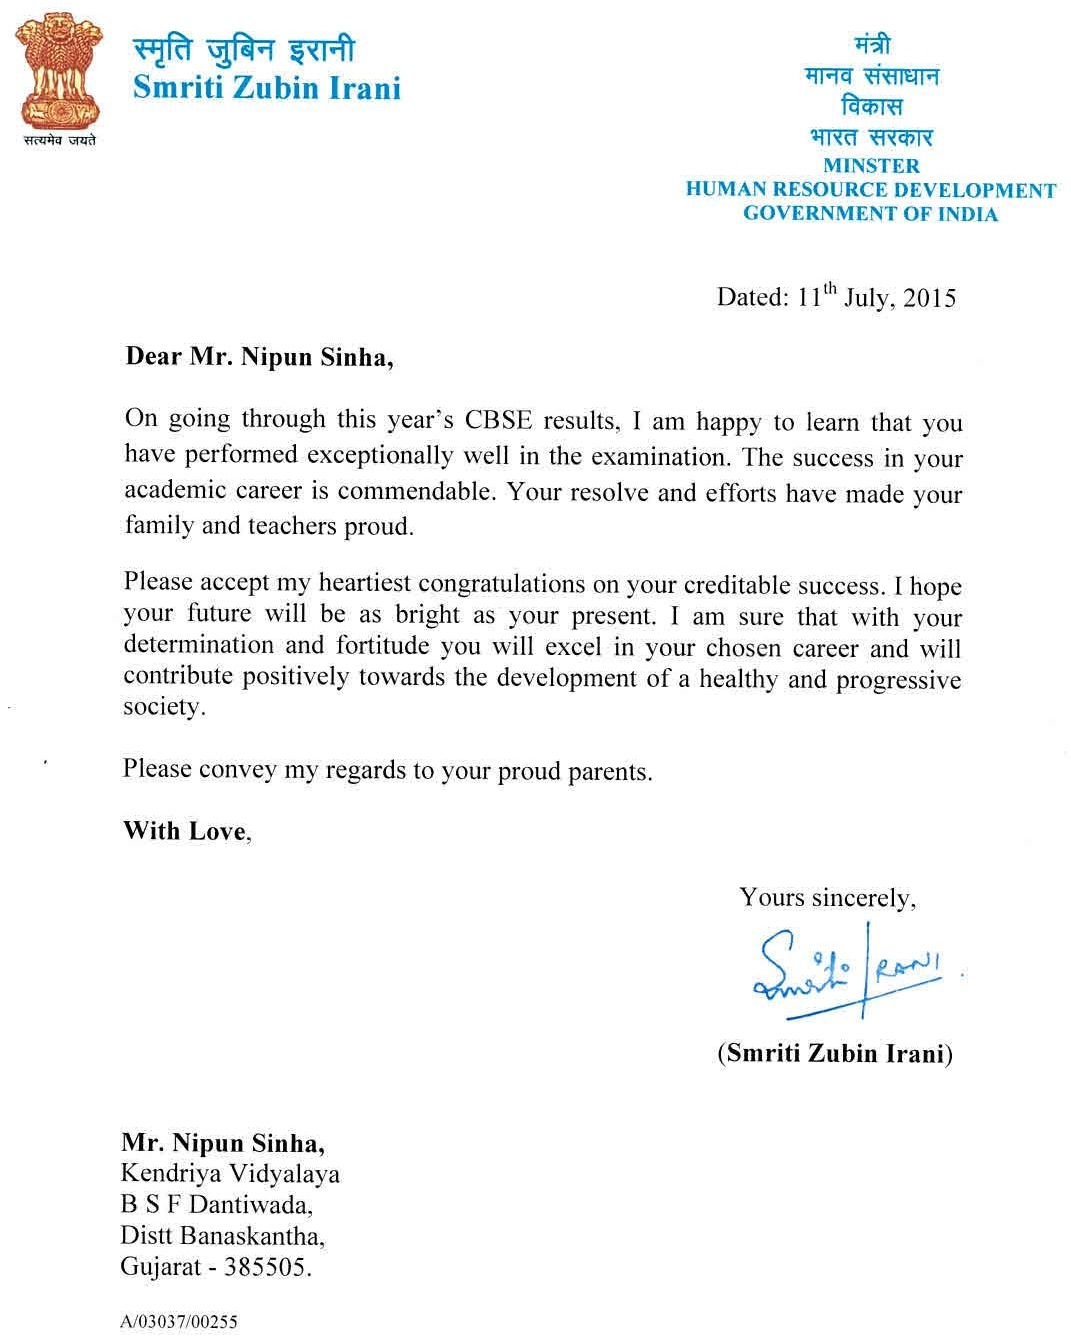 स्मृति जुबिन इरानी
Smriti Zubin Irani
सत्यमेव जयते
मंत्री
मानव संसाधान
विकास
भारत सरकार
MINSTER
HUMAN RESOURCE DEVELOPMENT
GOVERNMENT OF INDIA
Dated: 11th July, 2015
Dear Mr. Nipun Sinha,
On going through this year's CBSE results, I am happy to learn that you
have performed exceptionally well in the examination. The success in your
academic career is commendable. Your resolve and efforts have made your
family and teachers proud.
Please accept my heartiest congratulations on your creditable success. I hope
your future will be as bright as your present. I am sure that with your
determination and fortitude you will excel in your chosen career and will
contribute positively towards the development of a healthy and progressive
society.
Please convey my regards to your proud parents.
With Love,
Yours sincerely,
Smriti IRANI
(Smriti Zubin Irani)
Mr. Nipun Sinha,
Kendriya Vidyalaya
B S F Dantiwada,
Distt Banaskantha,
Gujarat - 385505.
A/03037/00255